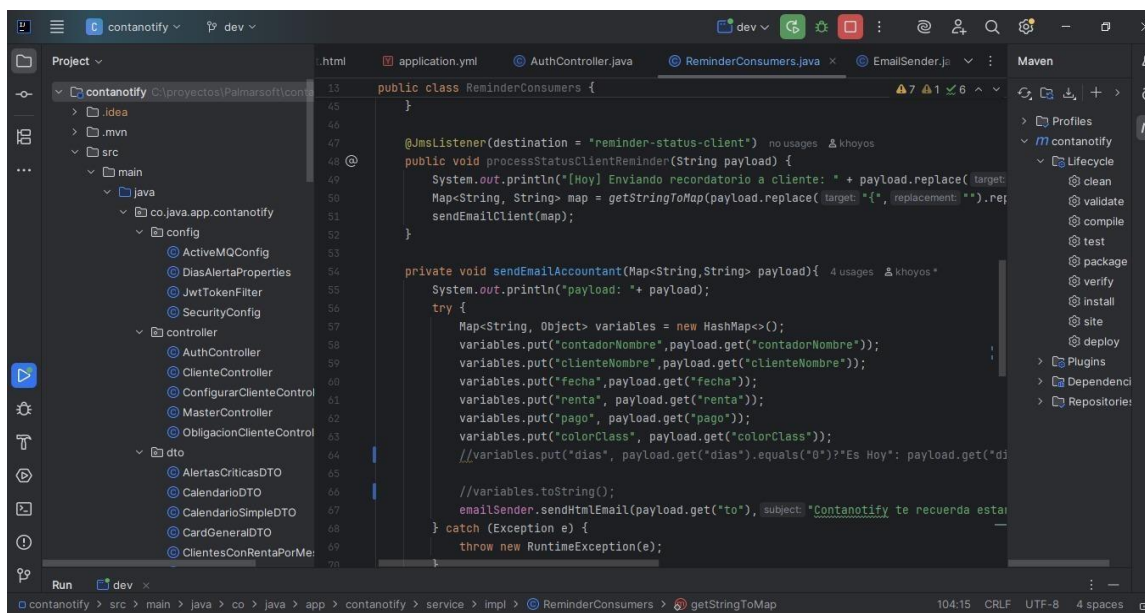 contanotify
dev
dev
Project
.html
application.yml
AuthController.java
ReminderConsumers.java
EmailSender.ja
Maven
contanotify C:\proyectos\Palmarsoft\conta
.idea
.mvn
src
main
java
co.java.app.contanotify
config
ActiveMQConfig
DiasAlertaProperties
JwtTokenFilter
SecurityConfig
controller
AuthController
ClienteController
ConfigurarClienteControl
MasterController
ObligacionClienteControl
dto
AlertasCriticasDTO
CalendarioDTO
CalendarioSimpleDTO
CardGeneralDTO
ClientesConRentaPorMe
13 public class ReminderConsumers {
7 1 6
45 }
46
47 @JmsListener(destination = "reminder-status-client") no usages khoyos
48 public void processStatusClientReminder(String payload) {
49 System.out.println("[Hoy] Enviando recordatorio a cliente: " + payload.replace( target:
50 Map<String, String> map = getStringToMap(payload.replace( target: "{", replacement: "").rep
51 sendEmailClient(map);
52 }
53
54 private void sendEmailAccountant(Map<String,String> payload){ 4 usages khoyos *
55 System.out.println("payload: "+ payload);
56 try {
57 Map<String, Object> variables = new HashMap<>();
58 variables.put("contadorNombre",payload.get("contadorNombre"));
59 variables.put("clienteNombre",payload.get("clienteNombre"));
60 variables.put("fecha",payload.get("fecha"));
61 variables.put("renta", payload.get("renta"));
62 variables.put("pago", payload.get("pago"));
63 variables.put("colorClass", payload.get("colorClass"));
64 //variables.put("dias", payload.get("dias").equals("0")?"Es Hoy": payload.get("di
65
66 //variables.toString();
67 emailSender.sendHtmlEmail(payload.get("to"), subject: "Contanotify te recuerda estar
68 } catch (Exception e) {
69 throw new RuntimeException(e);
70 }
Profiles
contanotify
Lifecycle
clean
validate
compile
test
package
verify
install
site
deploy
Plugins
Dependenci
Repositories
Run
dev
contanotify > src > main > java > co > java > app > contanotify > service > impl > ReminderConsumers > getStringToMap
104:15 CRLF UTF-8 4 spaces